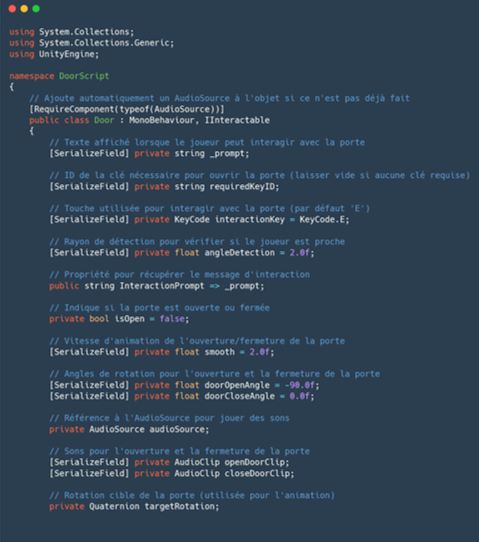 using System.Collections;
using System.Collections.Generic;
using UnityEngine;
namespace DoorScript
{
// Ajoute automatiquement un AudioSource à l'objet si ce n'est pas déjà fait
[RequireComponent(typeof(AudioSource))]
public class Door : MonoBehaviour, IInteractable
{
// Texte affiché lorsque le joueur peut interagir avec la porte
[SerializeField] private string _prompt;
// ID de la clé nécessaire pour ouvrir la porte (laisser vide si aucune clé requise)
[SerializeField] private string requiredKeyID;
// Touche utilisée pour interagir avec la porte (par défaut 'E')
[SerializeField] private KeyCode interactionKey = KeyCode.E;
// Rayon de détection pour vérifier si le joueur est proche
[SerializeField] private float angleDetection = 2.0f;
// Propriété pour récupérer le message d'interaction
public string InteractionPrompt => _prompt;
// Indique si la porte est ouverte ou fermée
private bool isOpen = false;
// Vitesse d'animation de l'ouverture/fermeture de la porte
[SerializeField] private float smooth = 2.0f;
// Angles de rotation pour l'ouverture et la fermeture de la porte
[SerializeField] private float doorOpenAngle = -90.0f;
[SerializeField] private float doorCloseAngle = 0.0f;
// Référence à l'AudioSource pour jouer des sons
private AudioSource audioSource;
// Sons pour l'ouverture et la fermeture de la porte
[SerializeField] private AudioClip openDoorClip;
[SerializeField] private AudioClip closeDoorClip;
// Rotation cible de la porte (utilisée pour l'animation)
private Quaternion targetRotation;